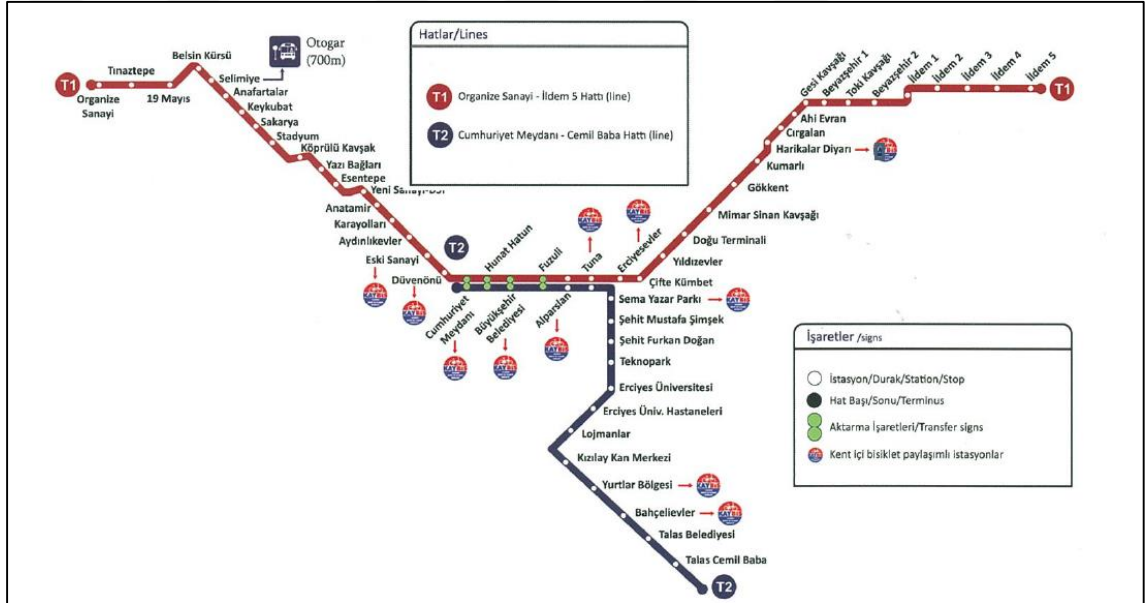 Hatlar/Lines
T1 Organize Sanayi - İldem 5 Hattı (line)
T2 Cumhuriyet Meydanı - Cemil Baba Hattı (line)
Otogar
(700m)
T1
Organize
Sanayi
Tınaztepe
19 Mayıs
Belsin Kürsü
Selimiye
Anafartalar
Keykubat
Sakarya
Stadyum
Köprülü Kavşak
Yazı Bağları
Esentepe
Yeni Sanayi-DSİ
Anatamir
Karayolları
Aydınlıkevler
Eski Sanayi
Düvenönü
T2
Cumhuriyet
Meydanı
Hunat Hatun
Büyükşehir
Belediyesi
Fuzuli
Alparslan
Tuna
Erciyesevler
Çifte Kümbet
Yıldızevler
Doğu Terminali
Mimar Sinan Kavşağı
Gökkent
Kumarlı
Harikalar Diyarı
Cırgalan
Ahi Evran
Gesi Kavşağı
Beyazşehir 1
Toki Kavşağı
Beyazşehir 2
İldem 1
İldem 2
İldem 3
İldem 4
İldem 5
T1
Sema Yazar Parkı
Şehit Mustafa Şimşek
Şehit Furkan Doğan
Teknopark
Erciyes Üniversitesi
Erciyes Üniv. Hastaneleri
Lojmanlar
Kızılay Kan Merkezi
Yurtlar Bölgesi
Bahçelievler
Talas Belediyesi
Talas Cemil Baba
T2
İşaretler /signs
İstasyon/Durak/Station/Stop
Hat Başı/Sonu/Terminus
Aktarma İşaretleri/Transfer signs
Kent içi bisiklet paylaşımlı istasyonlar